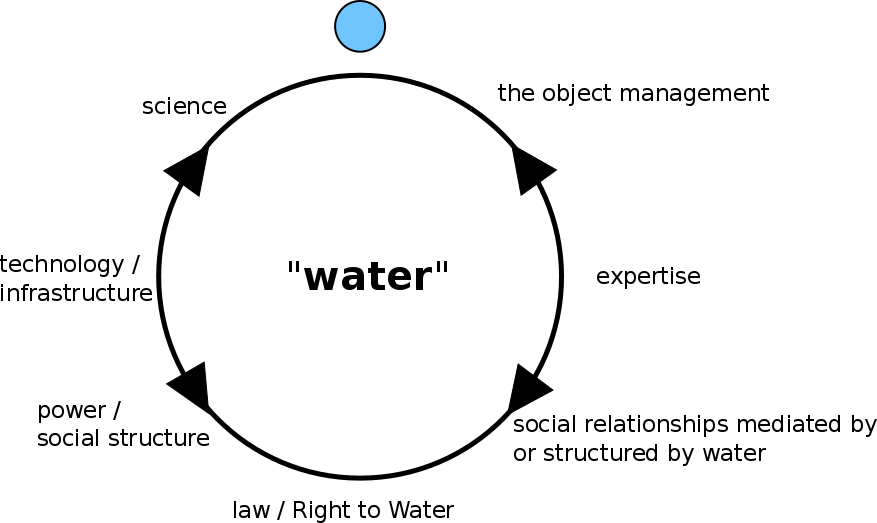 the object management
science
technology /
infrastructure
"water"
expertise
power /
social structure
social relationships mediated by
or structured by water
law / Right to Water